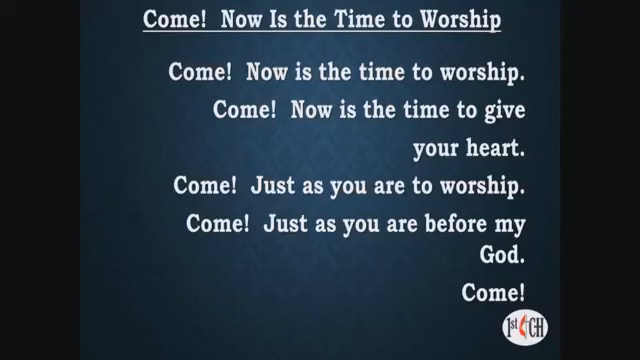 Come! Now Is the Time to Worship
Come! Now is the time to worship.
Come! Now is the time to give
your heart.
Come! Just as you are to worship.
Come! Just as you are before my
God.
Come!
1st CH